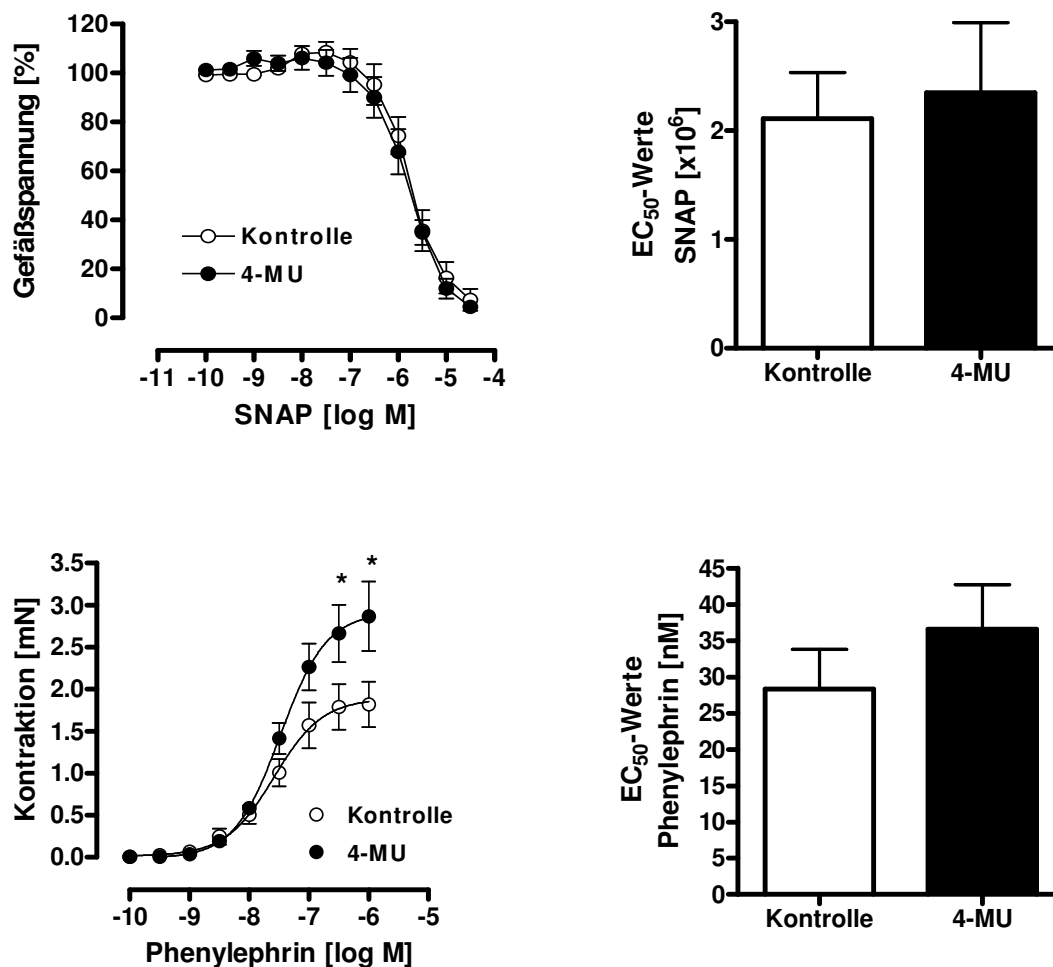 120
100
80
60
40
20
0
Gefäßspannung [%]
Kontrolle
4-MU
-11 -10 -9 -8 -7 -6 -5 -4
SNAP [log M]
3
2
1
0
EC50-Werte
SNAP [x10^6]
Kontrolle 4-MU
3.5
3.0
2.5
2.0
1.5
1.0
0.5
0.0
Kontraktion [mN]
* *
Kontrolle
4-MU
-10 -9 -8 -7 -6 -5
Phenylephrin [log M]
45
40
35
30
25
20
15
10
5
0
EC50-Werte
Phenylephrin [nM]
Kontrolle 4-MU